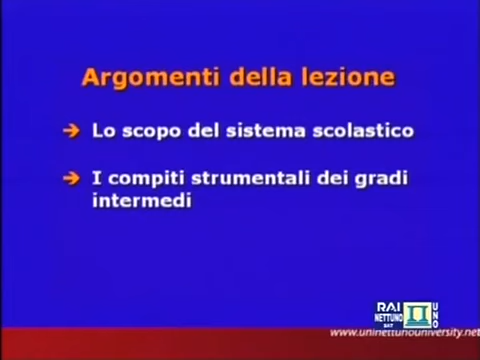 Argomenti della lezione
Lo scopo del sistema scolastico
I compiti strumentali dei gradi
intermedi
RAI
NETTUNO
SAT
UNO
www.uninettunouniversity.net